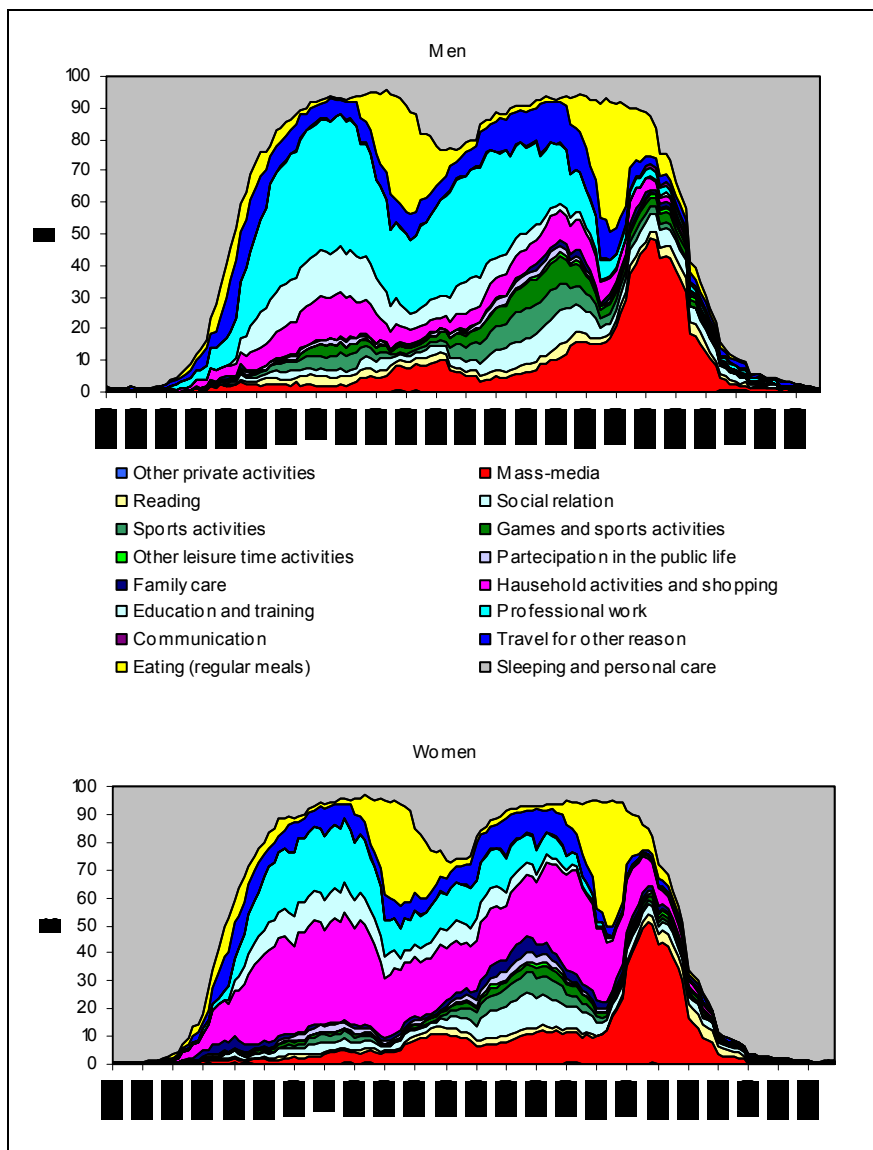 Men
100
90
80
70
60
50
40
30
20
10
0
Other private activities
Mass-media
Reading
Social relation
Sports activities
Games and sports activities
Other leisure time activities
Partecipation in the public life
Family care
Hausehold activities and shopping
Education and training
Professional work
Communication
Travel for other reason
Eating (regular meals)
Sleeping and personal care
Women
100
90
80
70
60
50
40
30
20
10
0